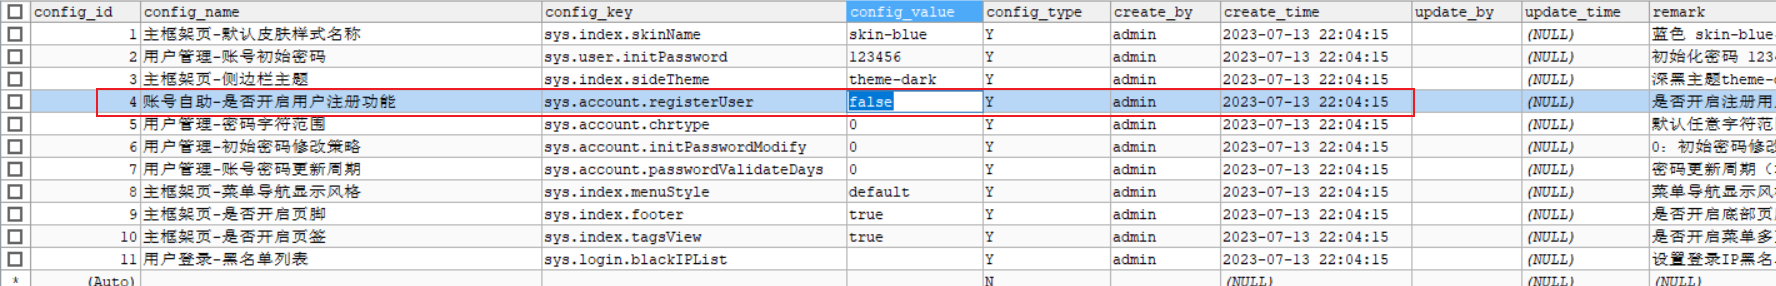 config_id config_name config_key config_value config_type create_by create_time update_by update_time remark
1 主框架页-默认皮肤样式名称 sys.index.skinName skin-blue Y admin 2023-07-13 22:04:15 (NULL) 蓝色 skin-blue
2 用户管理-账号初始密码 sys.user.initPassword 123456 Y admin 2023-07-13 22:04:15 (NULL) 初始化密码 123
3 主框架页-侧边栏主题 sys.index.sideTheme theme-dark Y admin 2023-07-13 22:04:15 (NULL) 深黑主题theme-
4 账号自助-是否开启用户注册功能 sys.account.registerUser false Y admin 2023-07-13 22:04:15 (NULL) 是否开启注册用
5 用户管理-密码字符范围 sys.account.chrtype 0 Y admin 2023-07-13 22:04:15 (NULL) 默认任意字符范
6 用户管理-初始密码修改策略 sys.account.initPasswordModify 0 Y admin 2023-07-13 22:04:15 (NULL) 0：初始密码修改
7 用户管理-账号密码更新周期 sys.account.passwordValidateDays 0 Y admin 2023-07-13 22:04:15 (NULL) 密码更新周期（
8 主框架页-菜单导航显示风格 sys.index.menuStyle default Y admin 2023-07-13 22:04:15 (NULL) 菜单导航显示风
9 主框架页-是否开启页脚 sys.index.footer true Y admin 2023-07-13 22:04:15 (NULL) 是否开启底部页
10 主框架页-是否开启页签 sys.index.tagsView true Y admin 2023-07-13 22:04:15 (NULL) 是否开启菜单多
11 用户登录-黑名单列表 sys.login.blackIPList Y admin 2023-07-13 22:04:15 (NULL) 设置登录IP黑名
* (Auto) N (NULL) (NULL) (NULL)